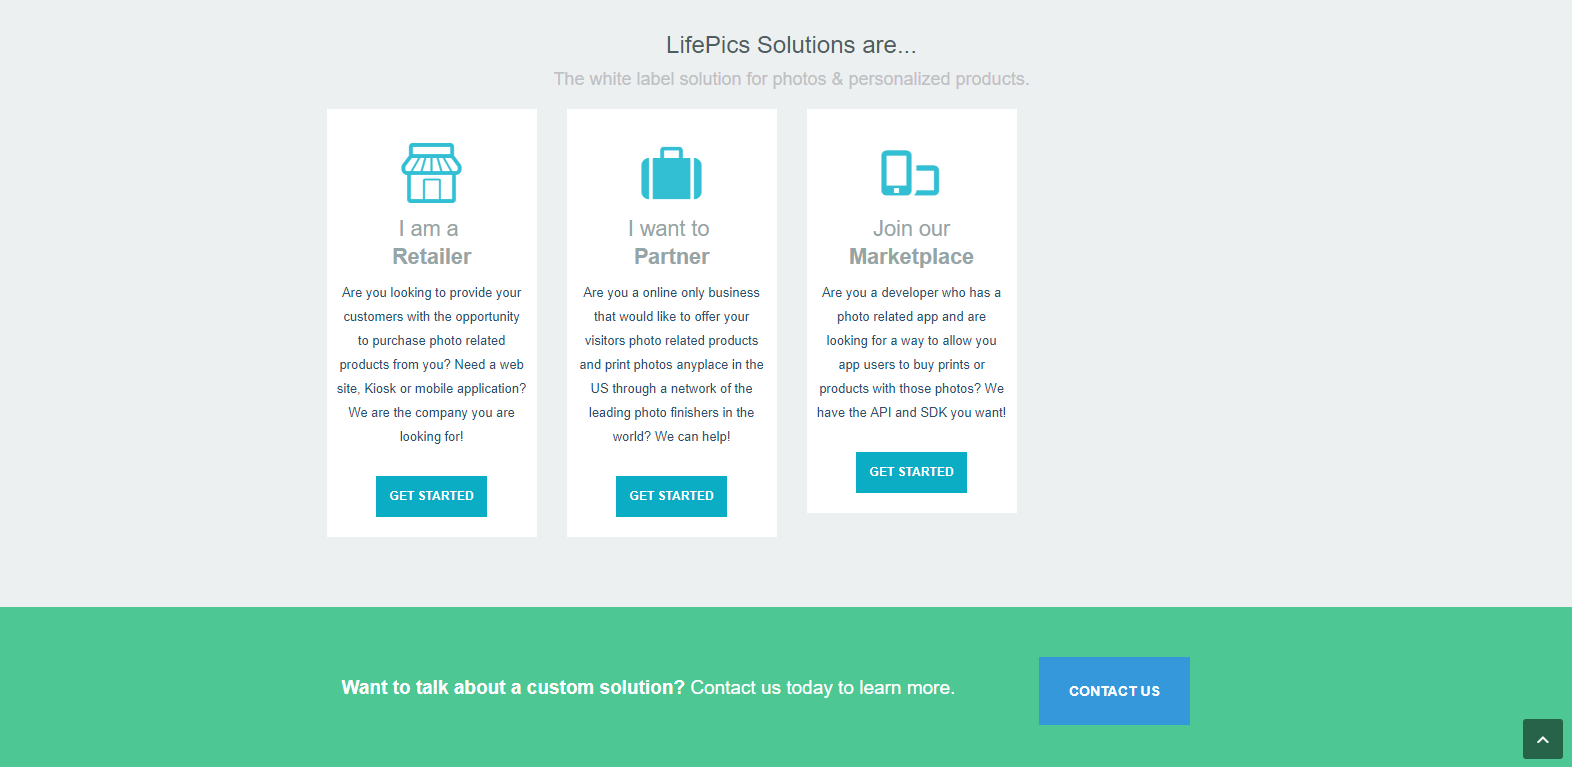 LifePics Solutions are...
The white label solution for photos & personalized products.
I am a
Retailer
Are you looking to provide your
customers with the opportunity
to purchase photo related
products from you? Need a web
site, Kiosk or mobile application?
We are the company you are
looking for!
GET STARTED
I want to
Partner
Are you a online only business
that would like to offer your
visitors photo related products
and print photos anyplace in the
US through a network of the
leading photo finishers in the
world? We can help!
GET STARTED
Join our
Marketplace
Are you a developer who has a
photo related app and are
looking for a way to allow you
app users to buy prints or
products with those photos? We
have the API and SDK you want!
GET STARTED
Want to talk about a custom solution? Contact us today to learn more.
CONTACT US